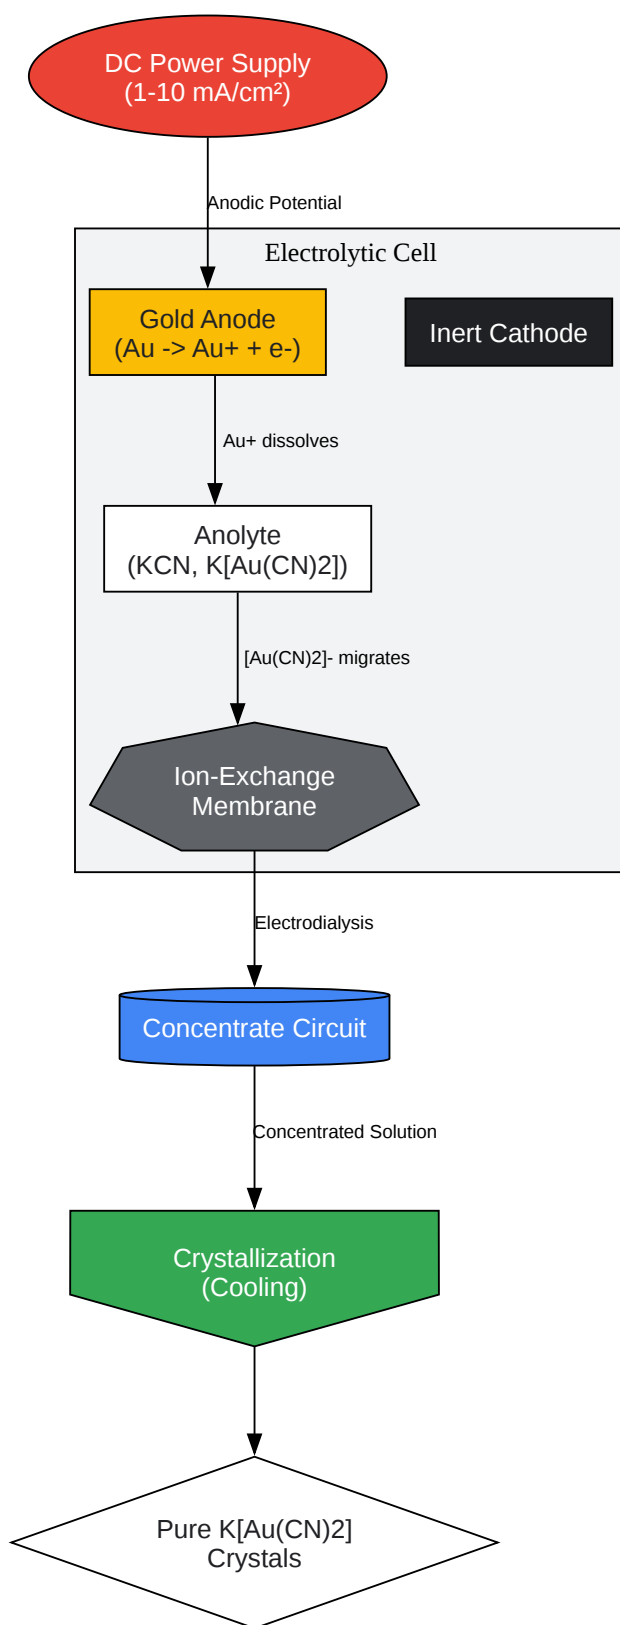 DC Power Supply
(1-10 mA/cm²)
Anodic Potential
Electrolytic Cell
Gold Anode
(Au -> Au+ + e-)
Inert Cathode
Au+ dissolves
Anolyte
(KCN, K[Au(CN)2])
[Au(CN)2]- migrates
Ion-Exchange
Membrane
Electrodialysis
Concentrate Circuit
Concentrated Solution
Crystallization
(Cooling)
Pure K[Au(CN)2]
Crystals